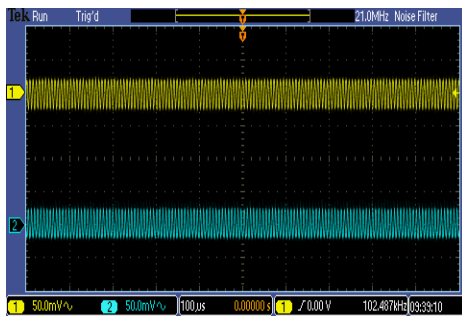 Tek Run Trig'd 21.0MHz Noise Filter
1
2
1 50.0mV∿ 2 50.0mV∿ 100µs 0.00000 s 1 ∫ 0.00 V 102.487kHz 09:39:10